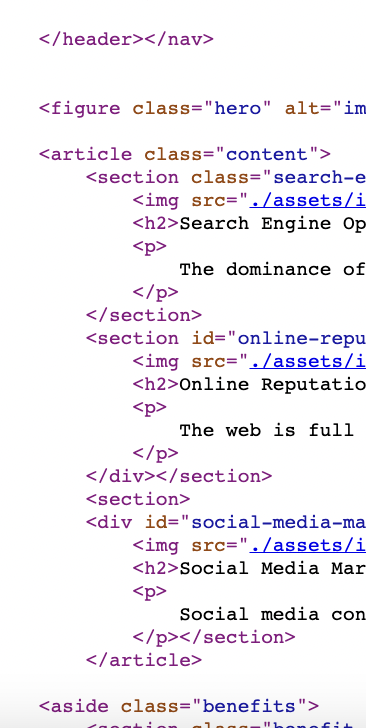 </header></nav>
<figure class="hero" alt="im
<article class="content">
<section class="search-e
<img src="./assets/i
<h2>Search Engine Op
<p>
The dominance of
</p>
</section>
<section id="online-repu
<img src="./assets/i
<h2>Online Reputatio
<p>
The web is full
</p>
</div></section>
<section>
<div id="social-media-ma
<img src="./assets/i
<h2>Social Media Mar
<p>
Social media con
</p></section>
</article>
<aside class="benefits">
<section class="benefit